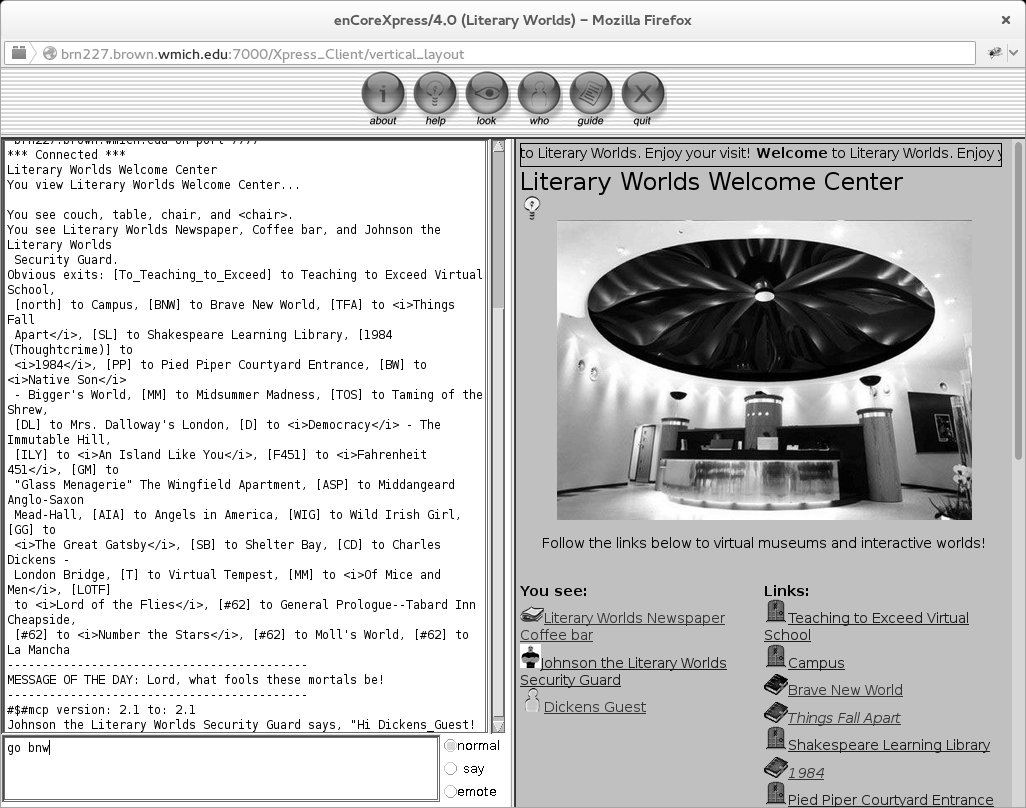 enCoreXpress/4.0 (Literary Worlds) – Mozilla Firefox
brn227.brown.wmich.edu:7000/Xpress_Client/vertical_layout
about help look who guide quit
brn227.brown.wmich.edu on port 7777
*** Connected ***
Literary Worlds Welcome Center
You view Literary Worlds Welcome Center...
You see couch, table, chair, and <chair>.
You see Literary Worlds Newspaper, Coffee bar, and Johnson the
Literary Worlds
Security Guard.
Obvious exits: [To_Teaching_to_Exceed] to Teaching to Exceed Virtual
School,
[north] to Campus, [BNW] to Brave New World, [TFA] to <i>Things
Fall
Apart</i>, [SL] to Shakespeare Learning Library, [1984
(Thoughtcrime)] to
<i>1984</i>, [PP] to Pied Piper Courtyard Entrance, [BW] to
<i>Native Son</i>
- Bigger's World, [MM] to Midsummer Madness, [TOS] to Taming of the
Shrew,
[DL] to Mrs. Dalloway's London, [D] to <i>Democracy</i> - The
Immutable Hill,
[ILY] to <i>An Island Like You</i>, [F451] to <i>Fahrenheit
451</i>, [GM] to
"Glass Menagerie" The Wingfield Apartment, [ASP] to Middangeard
Anglo-Saxon
Mead-Hall, [AIA] to Angels in America, [WIG] to Wild Irish Girl,
[GG] to
<i>The Great Gatsby</i>, [SB] to Shelter Bay, [CD] to Charles
Dickens -
London Bridge, [T] to Virtual Tempest, [MM] to <i>Of Mice and
Men</i>, [LOTF]
to <i>Lord of the Flies</i>, [#62] to General Prologue--Tabard Inn
Cheapside,
[#62] to <i>Number the Stars</i>, [#62] to Moll's World, [#62] to
La Mancha
------------------------------------------
MESSAGE OF THE DAY: Lord, what fools these mortals be!
------------------------------------------
#$#mcp version: 2.1 to: 2.1
Johnson the Literary Worlds Security Guard says, "Hi Dickens_Guest!
go bnw
normal
say
emote
to Literary Worlds. Enjoy your visit! Welcome to Literary Worlds. Enjoy y
Literary Worlds Welcome Center
Follow the links below to virtual museums and interactive worlds!
You see:
Literary Worlds Newspaper
Coffee bar
Johnson the Literary Worlds
Security Guard
Dickens Guest
Links:
Teaching to Exceed Virtual
School
Campus
Brave New World
Things Fall Apart
Shakespeare Learning Library
1984
Pied Piper Courtyard Entrance